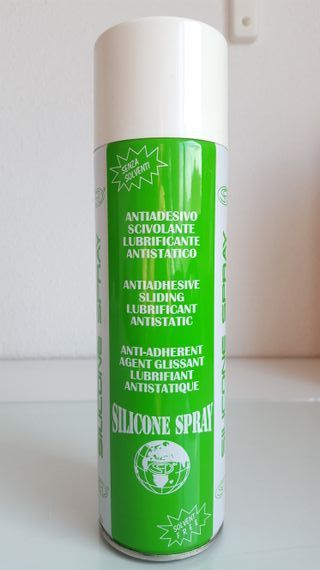 SENZA
SOLVENTI
ANTIADESIVO
SCIVOLANTE
LUBRIFICANTE
ANTISTATICO
ANTIADHESIVE
SLIDING
LUBRIFICANT
ANTISTATIC
ANTI-ADHERENT
AGENT GLISSANT
LUBRIFIANT
ANTISTATIQUE
SILICONE SPRAY
SOLVENT
FREE
SILICONE SPRAY
SILICONE SPRAY